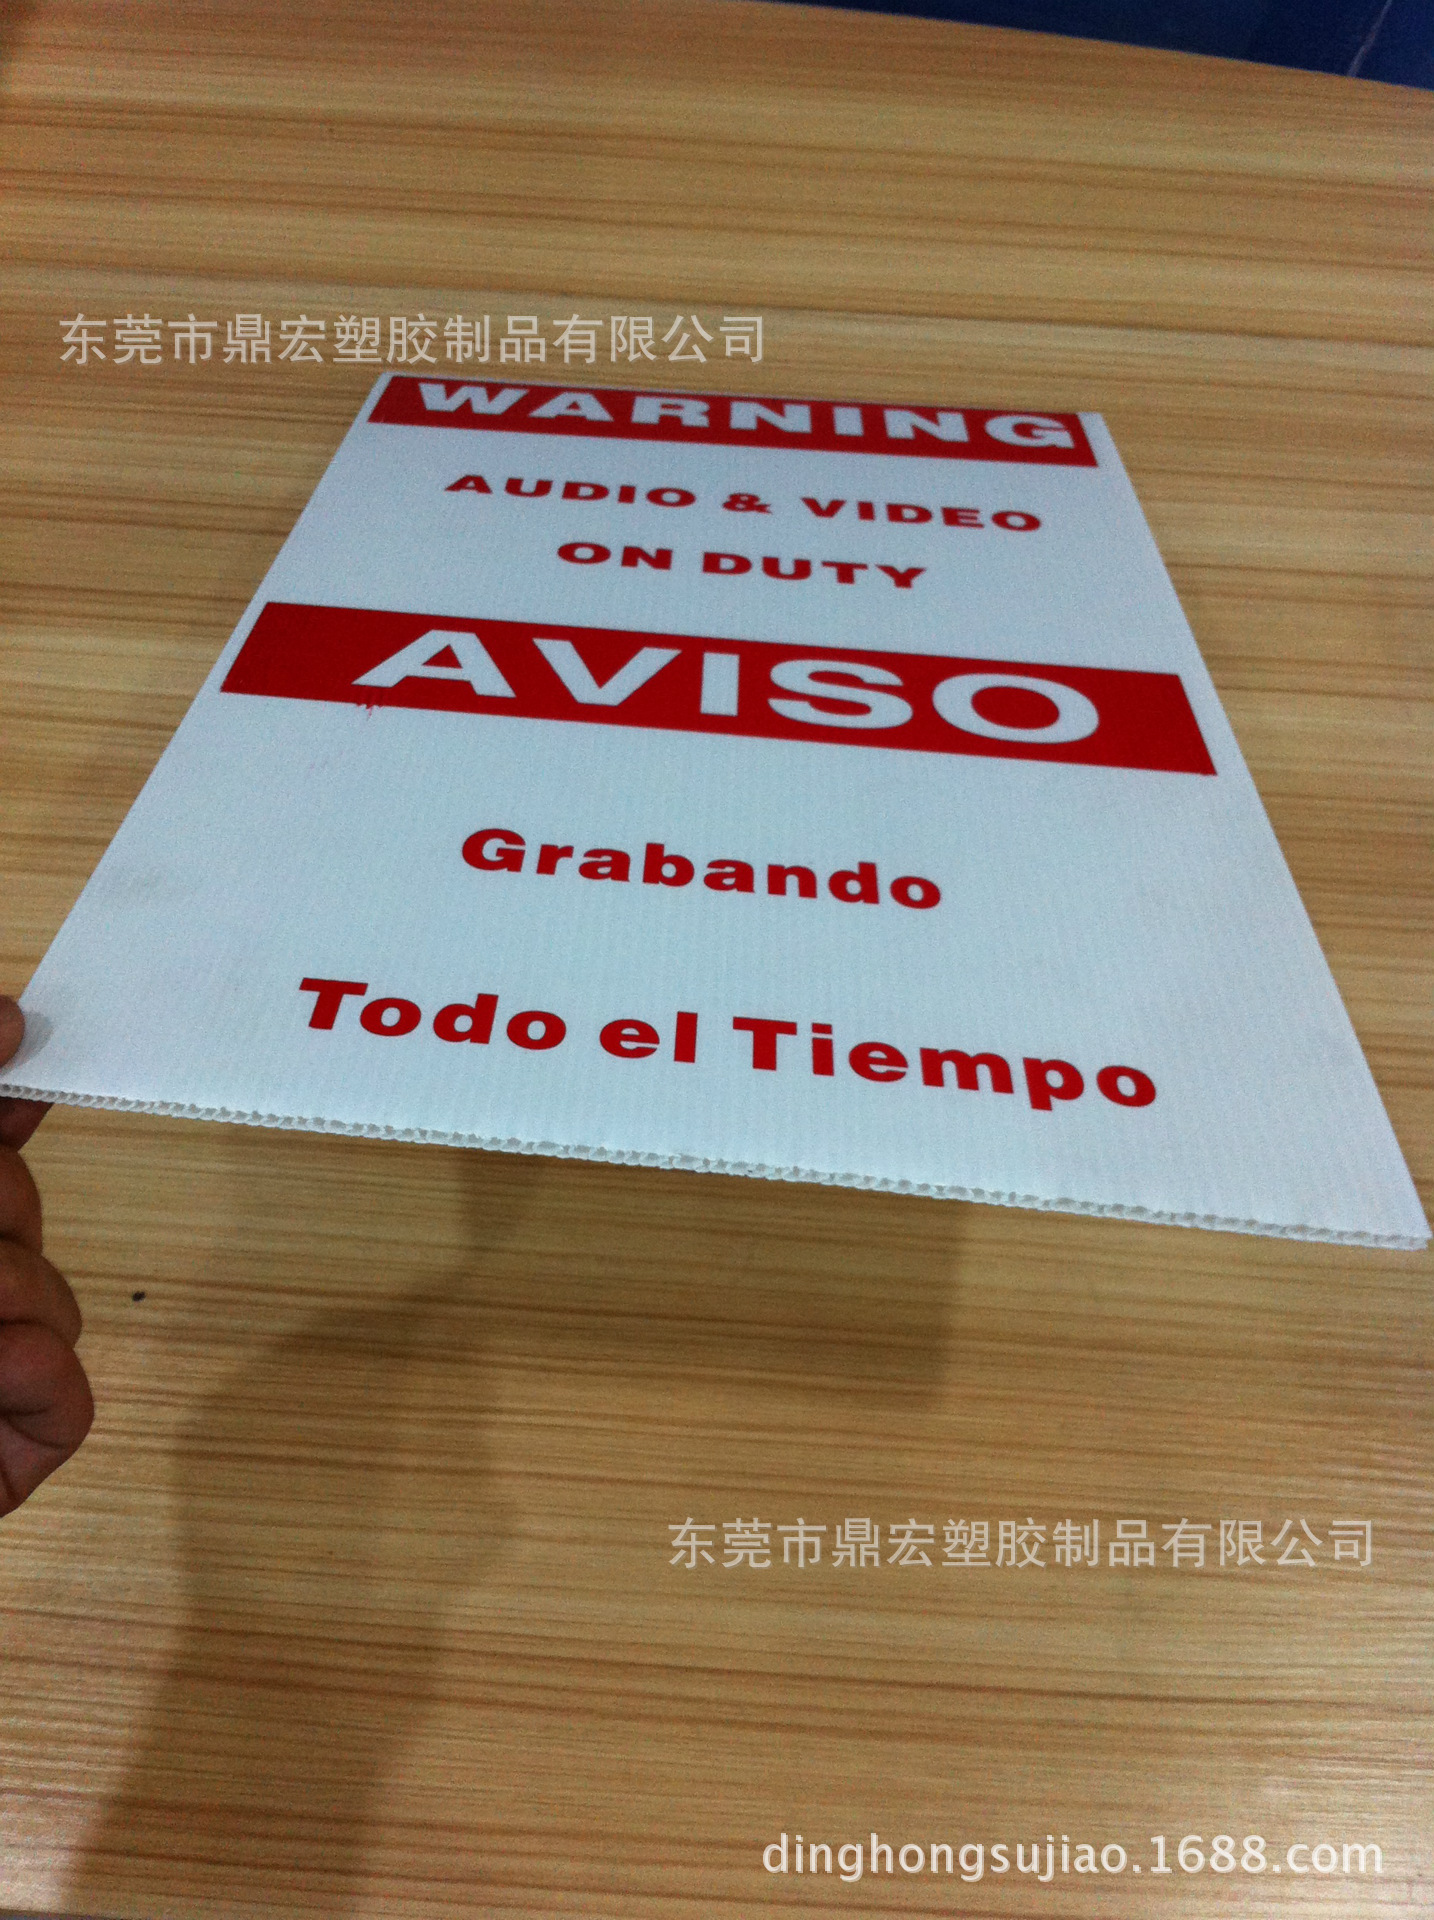 东莞市鼎宏塑胶制品有限公司
WARNING
AUDIO & VIDEO
ON DUTY
AVISO
Grabando
Todo el Tiempo
东莞市鼎宏塑胶制品有限公司
dinghongsujiao.1688.com